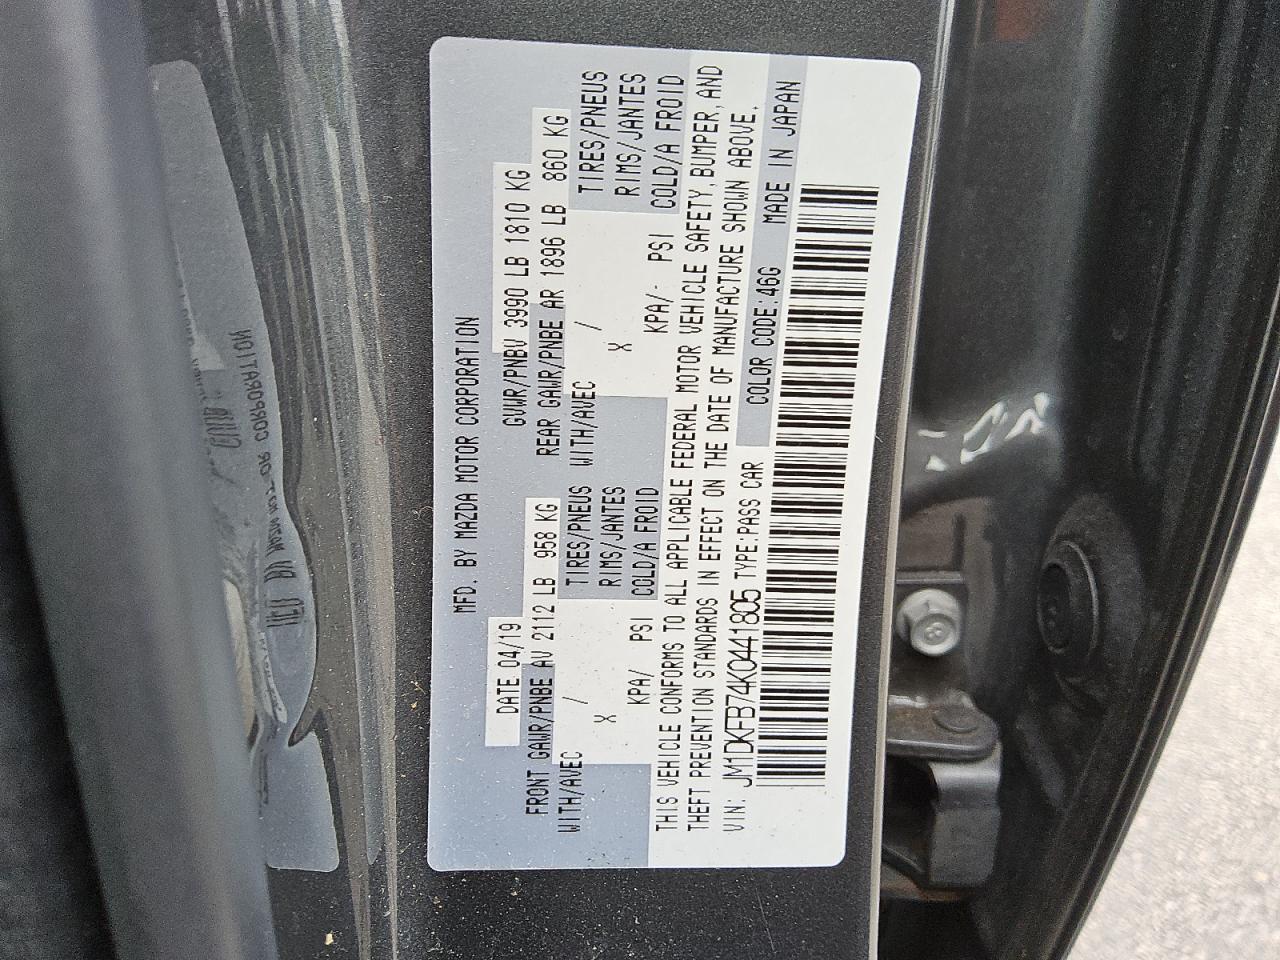 MFD. BY MAZDA MOTOR CORPORATION
DATE 04/19
GVWR/PNBV 3990 LB 1810 KG
FRONT GAWR/PNBE AV 2112 LB 958 KG
REAR GAWR/PNBE AR 1896 LB 860 KG
WITH/AVEC / TIRES/PNEUS WITH/AVEC / TIRES/PNEUS
X RIMS/JANTES X RIMS/JANTES
KPA/ PSI COLD/A FROID KPA/- PSI COLD/A FROID
THIS VEHICLE CONFORMS TO ALL APPLICABLE FEDERAL MOTOR VEHICLE SAFETY, BUMPER, AND
THEFT PREVENTION STANDARDS IN EFFECT ON THE DATE OF MANUFACTURE SHOWN ABOVE.
VIN: JM1DKFB74K0441805 TYPE:PASS CAR COLOR CODE:46G MADE IN JAPAN